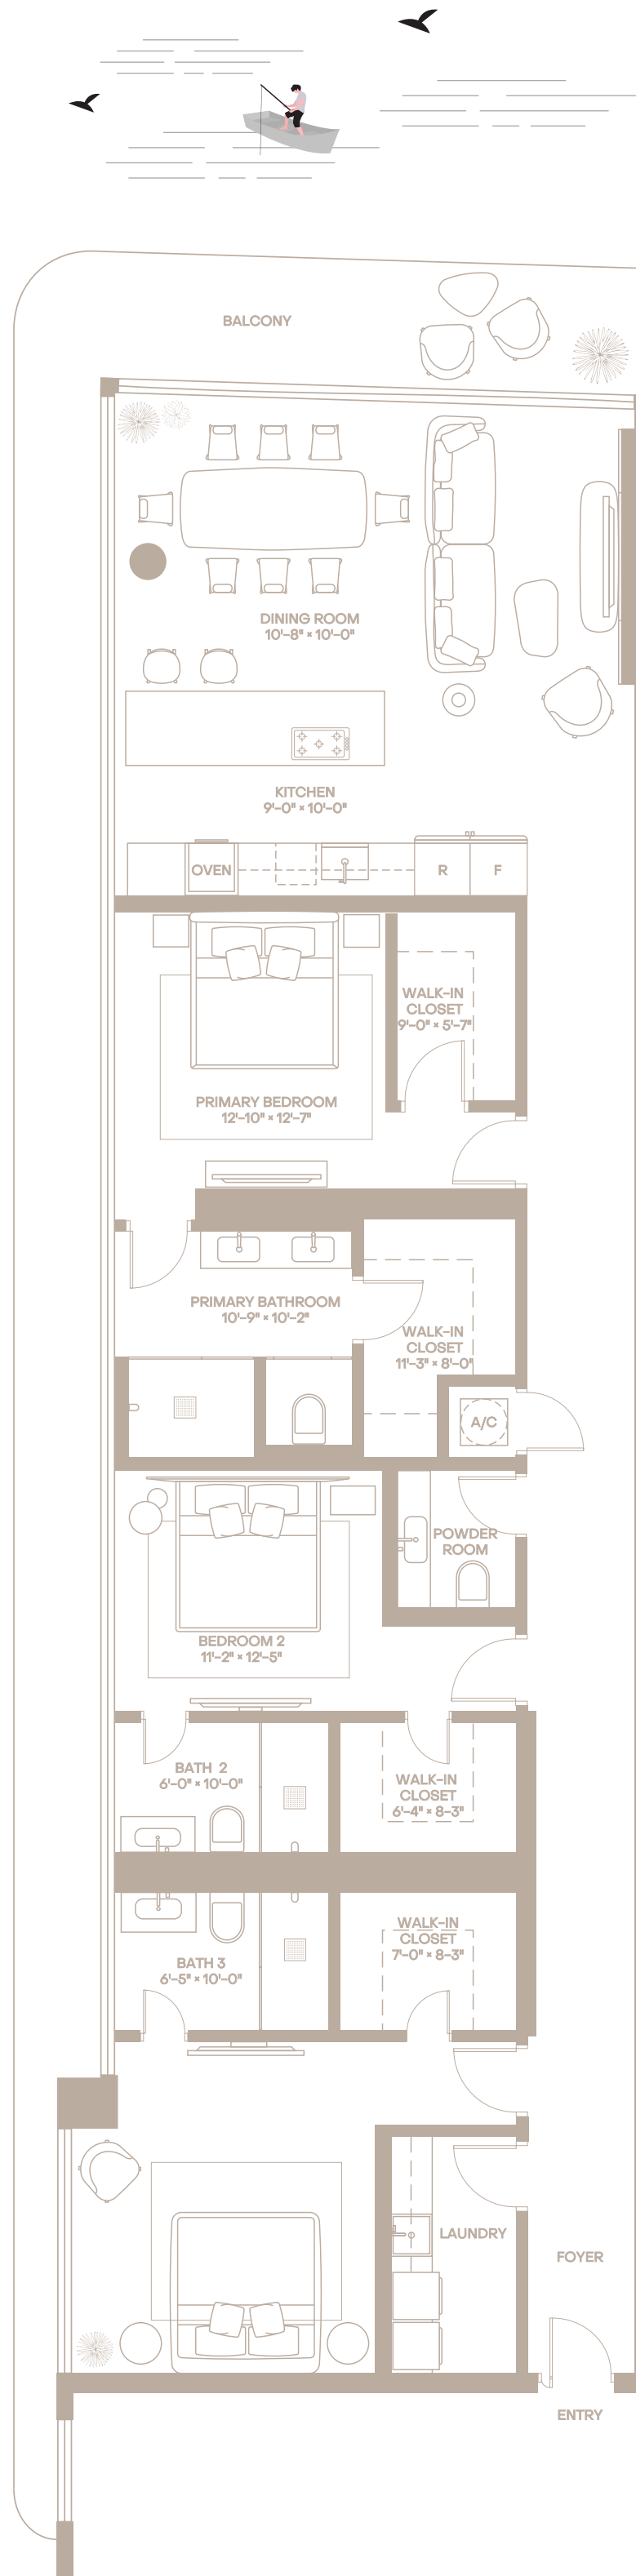 BALCONY
DINING ROOM
10'-8" × 10'-0"
KITCHEN
9'-0" × 10'-0"
OVEN
R
F
WALK-IN
CLOSET
9'-0" × 5'-7"
PRIMARY BEDROOM
12'-10" × 12'-7"
PRIMARY BATHROOM
10'-9" × 10'-2"
WALK-IN
CLOSET
11'-3" × 8'-0"
A/C
POWDER
ROOM
BEDROOM 2
11'-2" × 12'-5"
BATH 2
6'-0" × 10'-0"
WALK-IN
CLOSET
6'-4" × 8-3"
WALK-IN
CLOSET
7'-0" × 8-3"
BATH 3
6'-5" × 10'-0"
LAUNDRY
FOYER
ENTRY